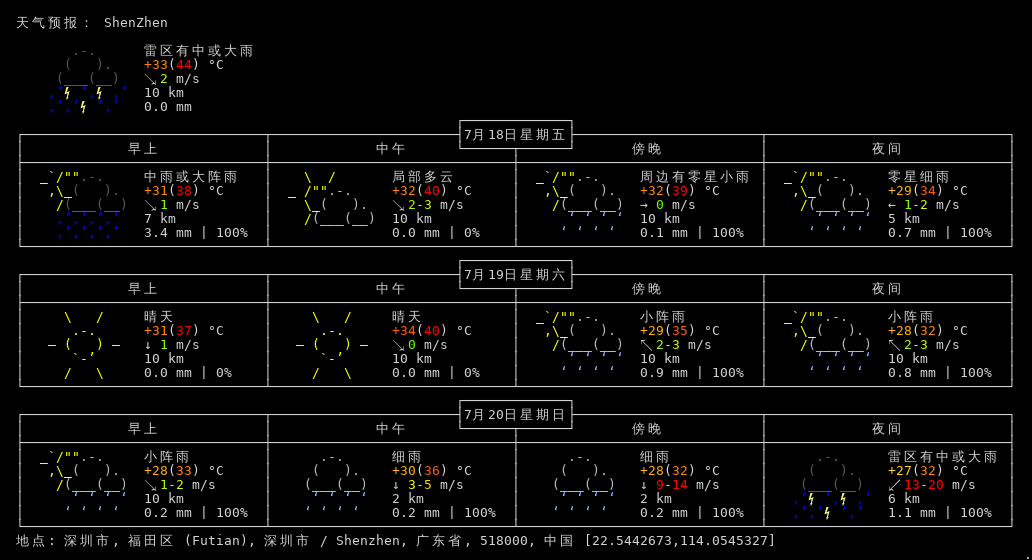 天气预报： ShenZhen
雷区有中或大雨
+33(44) °C
↘ 2 m/s
10 km
0.0 mm
7月18日星期五
早上 中午 傍晚 夜间
中雨或大阵雨 局部多云 周边有零星小雨 零星细雨
+31(38) °C +32(40) °C +32(39) °C +29(34) °C
↘ 1 m/s ↘ 2-3 m/s → 0 m/s ← 1-2 m/s
7 km 10 km 10 km 5 km
3.4 mm | 100% 0.0 mm | 0% 0.1 mm | 100% 0.7 mm | 100%
7月19日星期六
早上 中午 傍晚 夜间
晴天 晴天 小阵雨 小阵雨
+31(37) °C +34(40) °C +29(35) °C +28(32) °C
↓ 1 m/s ↘ 0 m/s ↖ 2-3 m/s ↖ 2-3 m/s
10 km 10 km 10 km 10 km
0.0 mm | 0% 0.0 mm | 0% 0.9 mm | 100% 0.8 mm | 100%
7月20日星期日
早上 中午 傍晚 夜间
小阵雨 细雨 细雨 雷区有中或大雨
+28(33) °C +30(36) °C +28(32) °C +27(32) °C
↘ 1-2 m/s ↓ 3-5 m/s ↓ 9-14 m/s ↙ 13-20 m/s
10 km 2 km 2 km 6 km
0.2 mm | 100% 0.2 mm | 100% 0.2 mm | 100% 1.1 mm | 100%
地点: 深圳市, 福田区 (Futian), 深圳市 / Shenzhen, 广东省, 518000, 中国 [22.5442673,114.0545327]